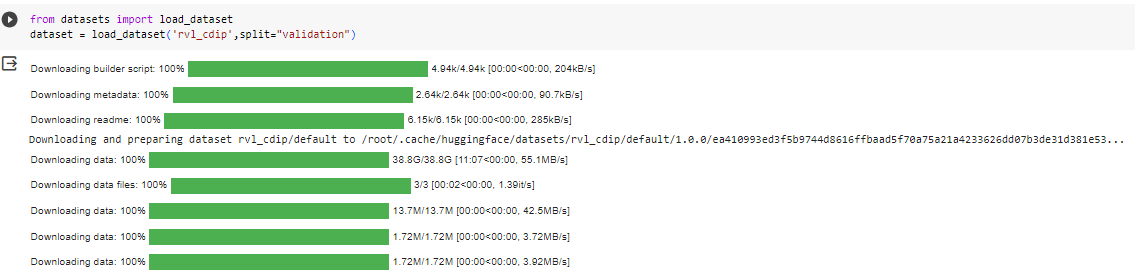 from datasets import load_dataset
dataset = load_dataset('rvl_cdip',split="validation")
Downloading builder script: 100% 4.94k/4.94k [00:00<00:00, 204kB/s]
Downloading metadata: 100% 2.64k/2.64k [00:00<00:00, 90.7kB/s]
Downloading readme: 100% 6.15k/6.15k [00:00<00:00, 285kB/s]
Downloading and preparing dataset rvl_cdip/default to /root/.cache/huggingface/datasets/rvl_cdip/default/1.0.0/ea410993ed3f5b9744d8616ffbaad5f70a75a21a4233626dd07b3de31d381e53...
Downloading data: 100% 38.8G/38.8G [11:07<00:00, 55.1MB/s]
Downloading data files: 100% 3/3 [00:02<00:00, 1.39it/s]
Downloading data: 100% 13.7M/13.7M [00:00<00:00, 42.5MB/s]
Downloading data: 100% 1.72M/1.72M [00:00<00:00, 3.72MB/s]
Downloading data: 100% 1.72M/1.72M [00:00<00:00, 3.92MB/s]